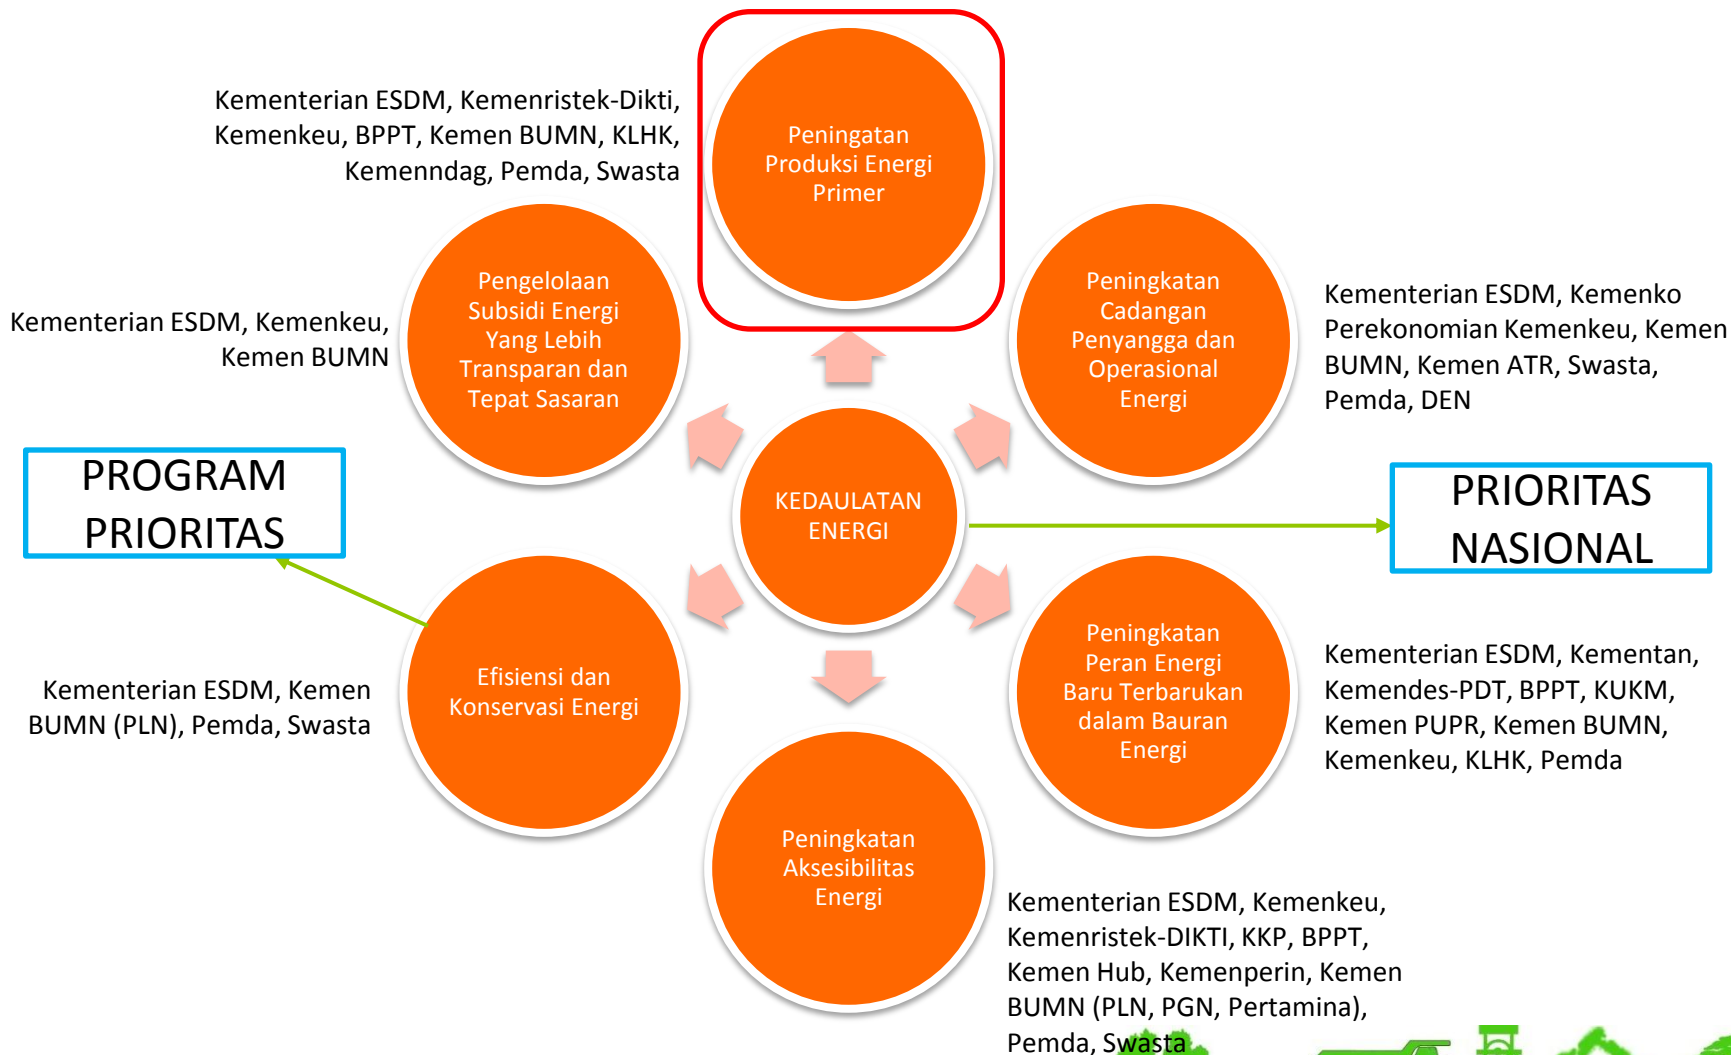 Kementerian ESDM, Kemenristek-Dikti,
Kemenkeu, BPPT, Kemen BUMN, KLHK,
Kemenndag, Pemda, Swasta
Peningatan
Produksi Energi
Primer
Pengelolaan
Subsidi Energi
Yang Lebih
Transparan dan
Tepat Sasaran
Peningkatan
Cadangan
Penyangga dan
Operasional
Energi
Kementerian ESDM, Kemenkeu,
Kemen BUMN
Kementerian ESDM, Kemenko
Perekonomian Kemenkeu, Kemen
BUMN, Kemen ATR, Swasta,
Pemda, DEN
PROGRAM
PRIORITAS
KEDAULATAN
ENERGI
PRIORITAS
NASIONAL
Kementerian ESDM, Kemen
BUMN (PLN), Pemda, Swasta
Efisiensi dan
Konservasi Energi
Peningkatan
Peran Energi
Baru Terbarukan
dalam Bauran
Energi
Kementerian ESDM, Kementan,
Kemendes-PDT, BPPT, KUKM,
Kemen PUPR, Kemen BUMN,
Kemenkeu, KLHK, Pemda
Peningkatan
Aksesibilitas
Energi
Kementerian ESDM, Kemenkeu,
Kemenristek-DIKTI, KKP, BPPT,
Kemen Hub, Kemenperin, Kemen
BUMN (PLN, PGN, Pertamina),
Pemda, Swasta